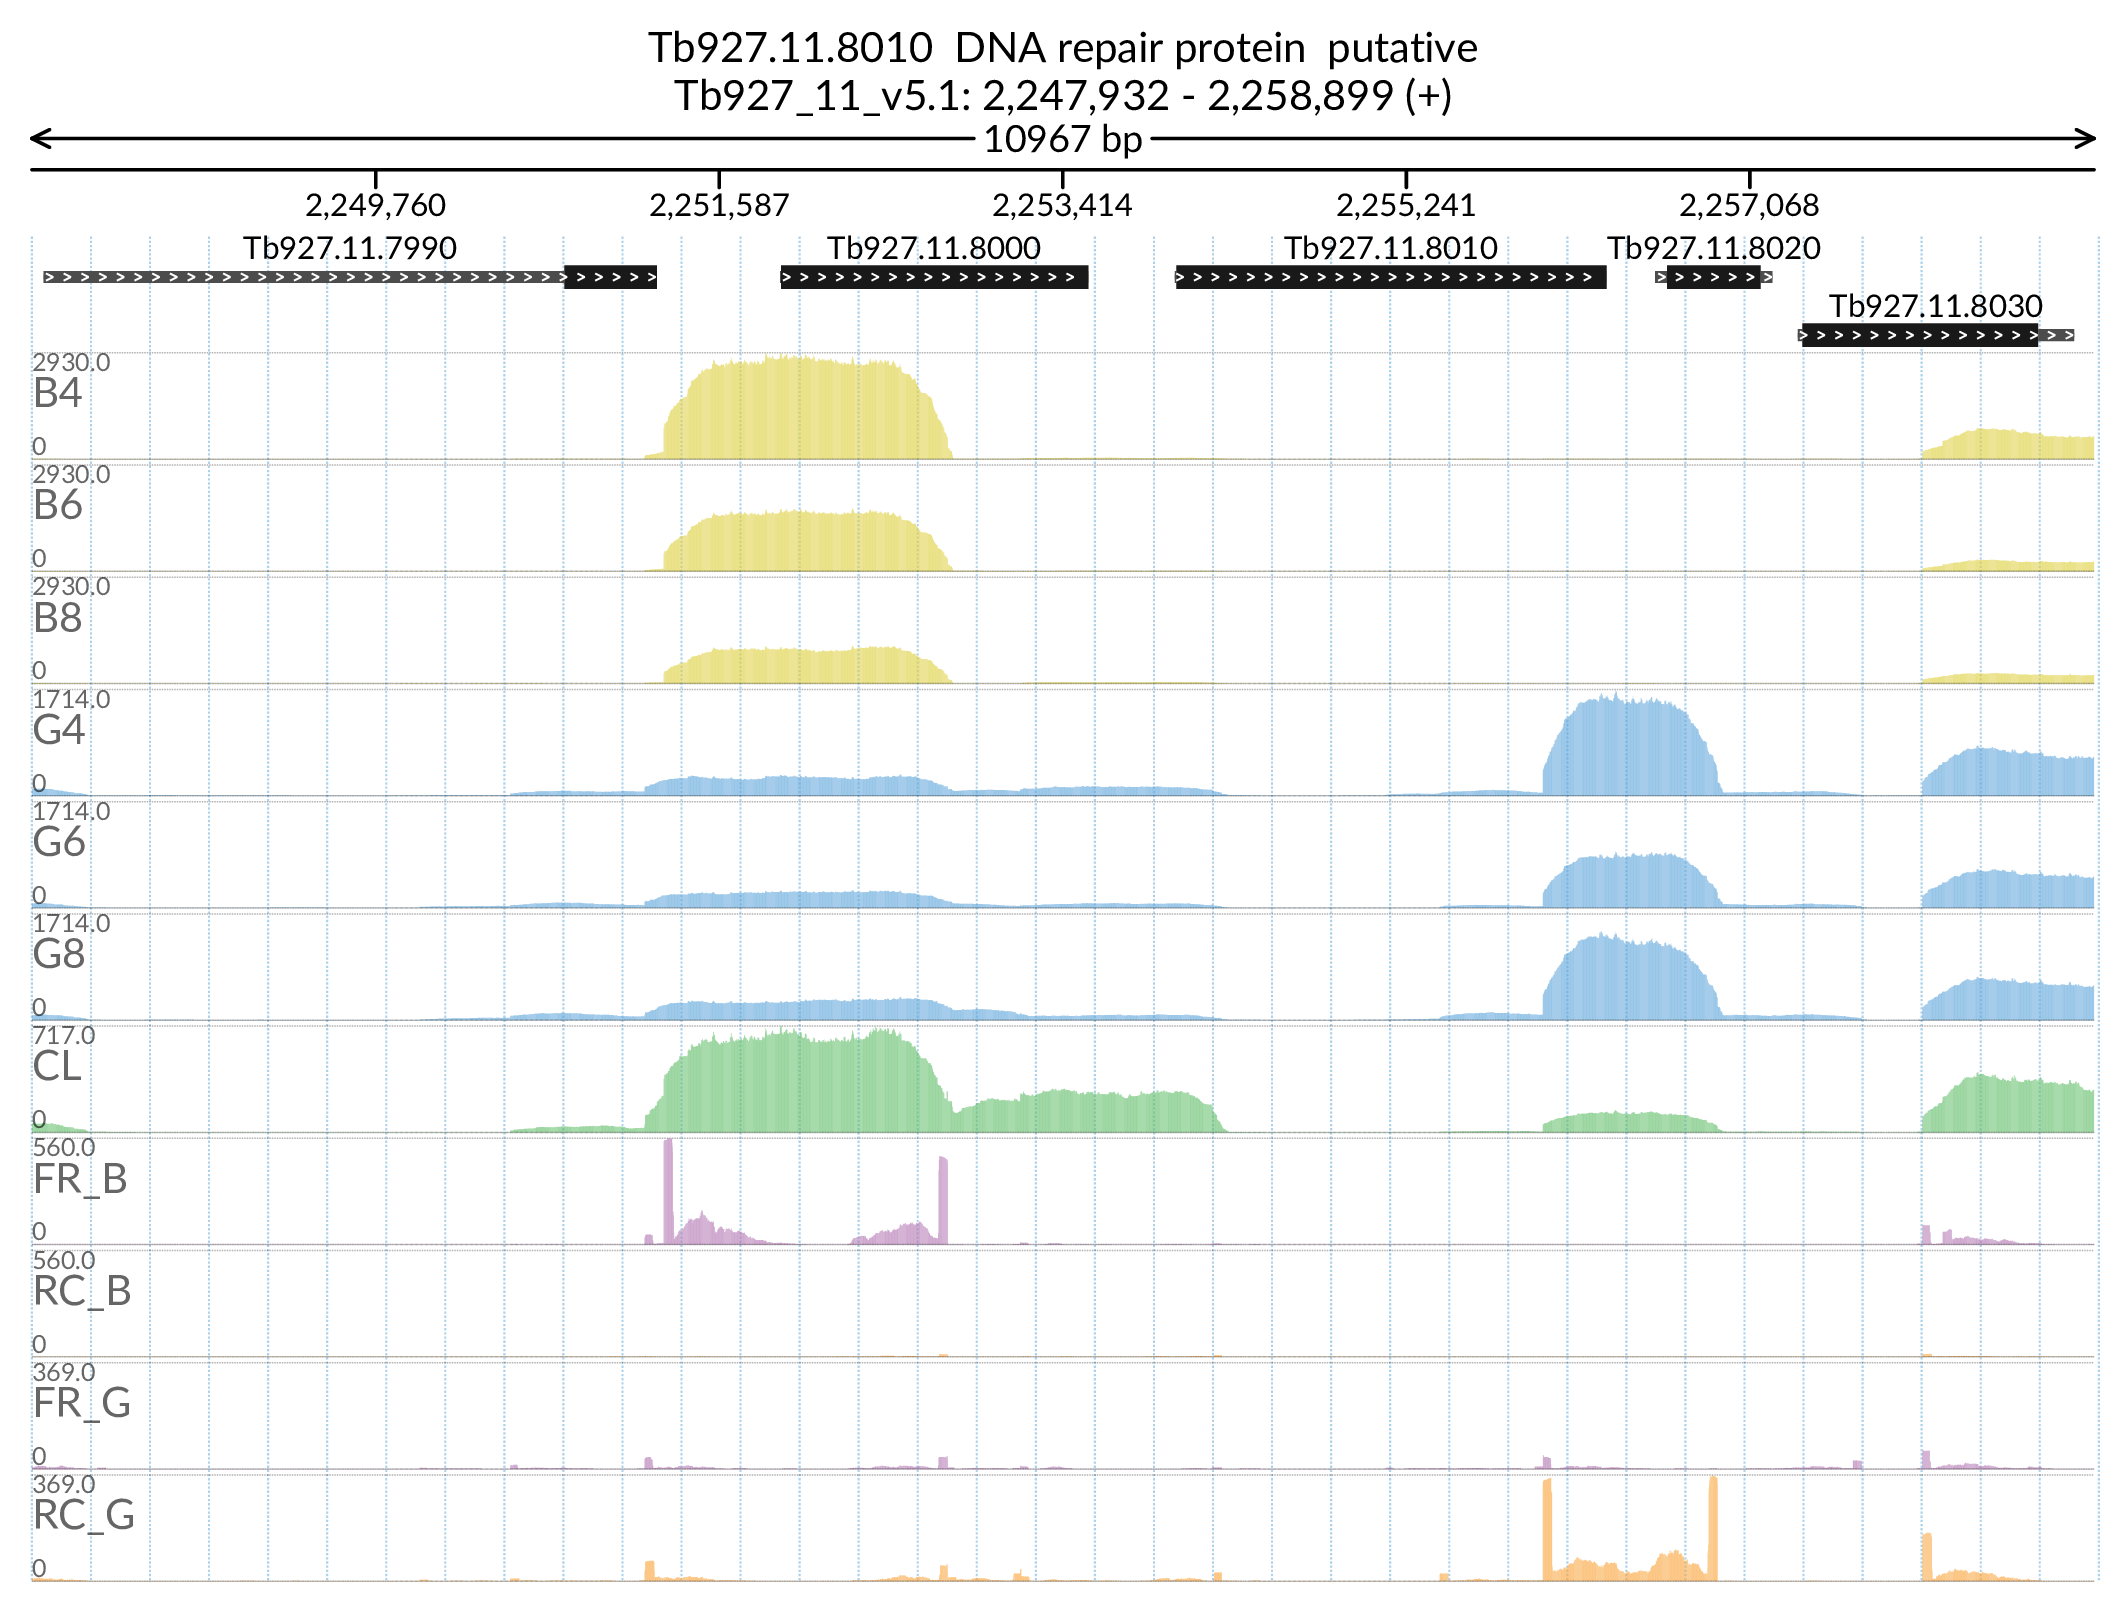 Tb927.11.8010  DNA repair protein  putative
Tb927_11_v5.1: 2,247,932 - 2,258,899 (+)
10967 bp
2,249,760 2,251,587 2,253,414 2,255,241 2,257,068
Tb927.11.7990 Tb927.11.8000 Tb927.11.8010 Tb927.11.8020
Tb927.11.8030
2930.0
B4
0
2930.0
B6
0
2930.0
B8
0
1714.0
G4
0
1714.0
G6
0
1714.0
G8
0
717.0
CL
0
560.0
FR_B
0
560.0
RC_B
0
369.0
FR_G
0
369.0
RC_G
0